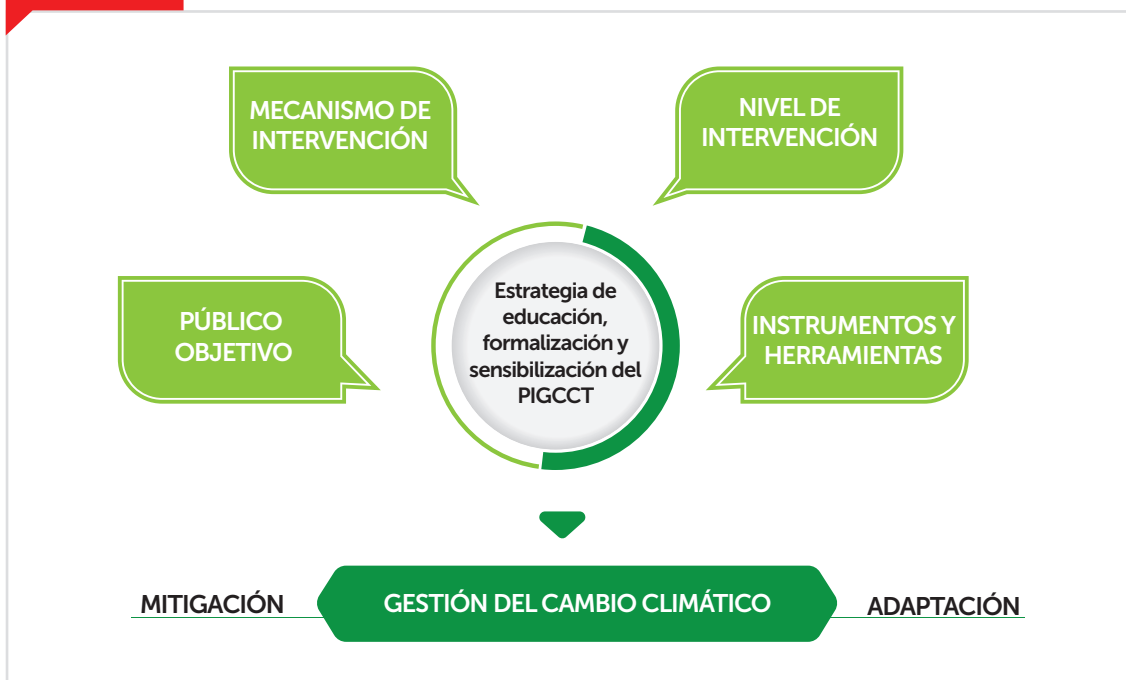 MECANISMO DE
INTERVENCIÓN
NIVEL DE
INTERVENCIÓN
PÚBLICO
OBJETIVO
Estrategia de
educación,
formalización y
sensibilización del
PIGCCT
INSTRUMENTOS Y
HERRAMIENTAS
MITIGACIÓN
GESTIÓN DEL CAMBIO CLIMÁTICO
ADAPTACIÓN